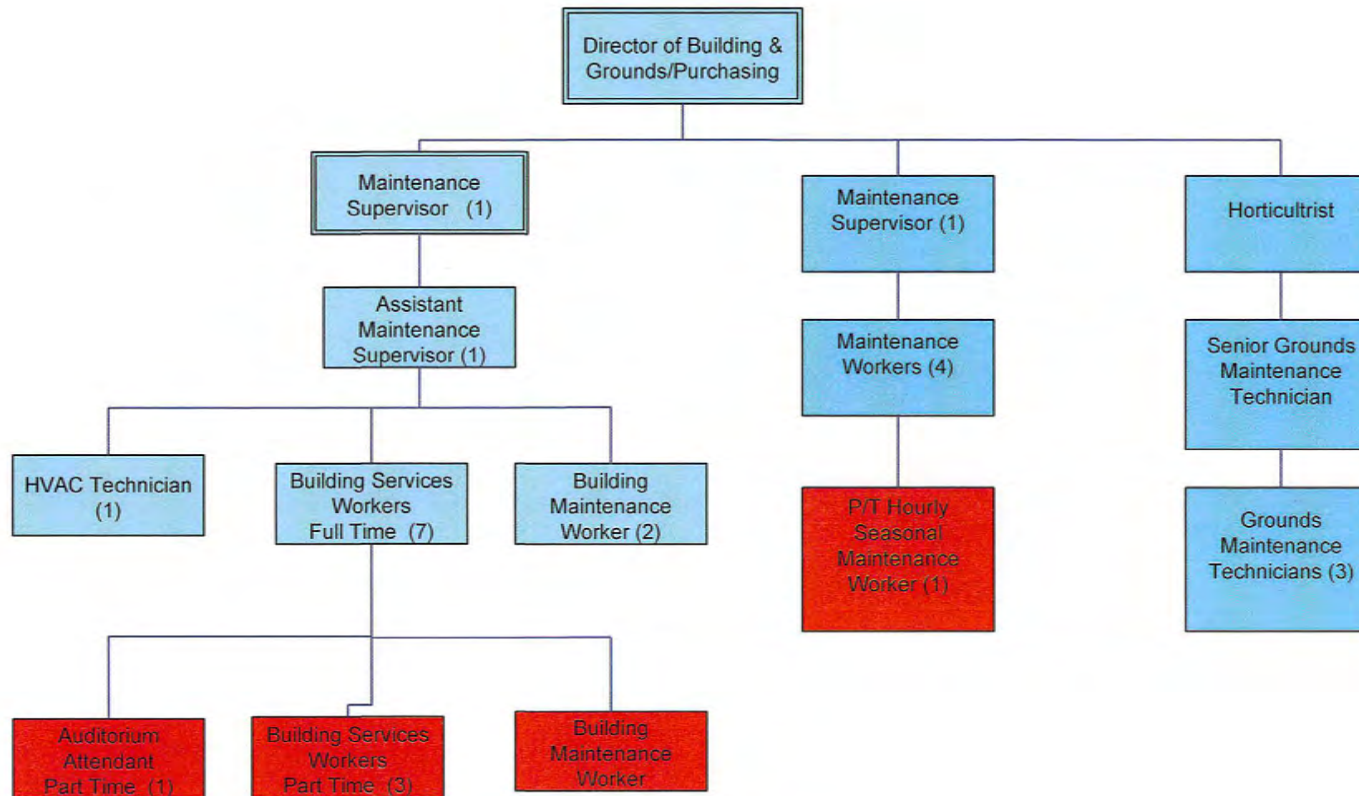 Director of Building &
Grounds/Purchasing
Maintenance
Supervisor (1)
Maintenance
Supervisor (1)
Horticultrist
Assistant
Maintenance
Supervisor (1)
Maintenance
Workers (4)
Senior Grounds
Maintenance
Technician
HVAC Technician
(1)
Building Services
Workers
Full Time (7)
Building
Maintenance
Worker (2)
P/T Hourly
Seasonal
Maintenance
Worker (1)
Grounds
Maintenance
Technicians (3)
Auditorium
Attendant
Part Time (1)
Building Services
Workers
Part Time (3)
Building
Maintenance
Worker